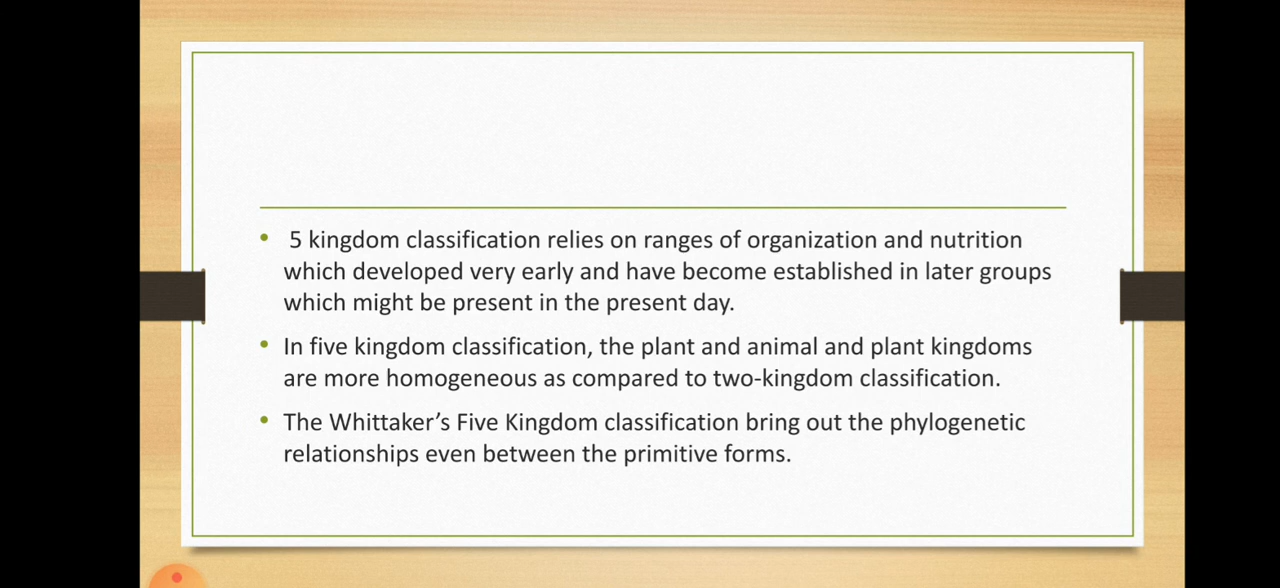 • 5 kingdom classification relies on ranges of organization and nutrition
which developed very early and have become established in later groups
which might be present in the present day.
• In five kingdom classification, the plant and animal and plant kingdoms
are more homogeneous as compared to two-kingdom classification.
• The Whittaker’s Five Kingdom classification bring out the phylogenetic
relationships even between the primitive forms.